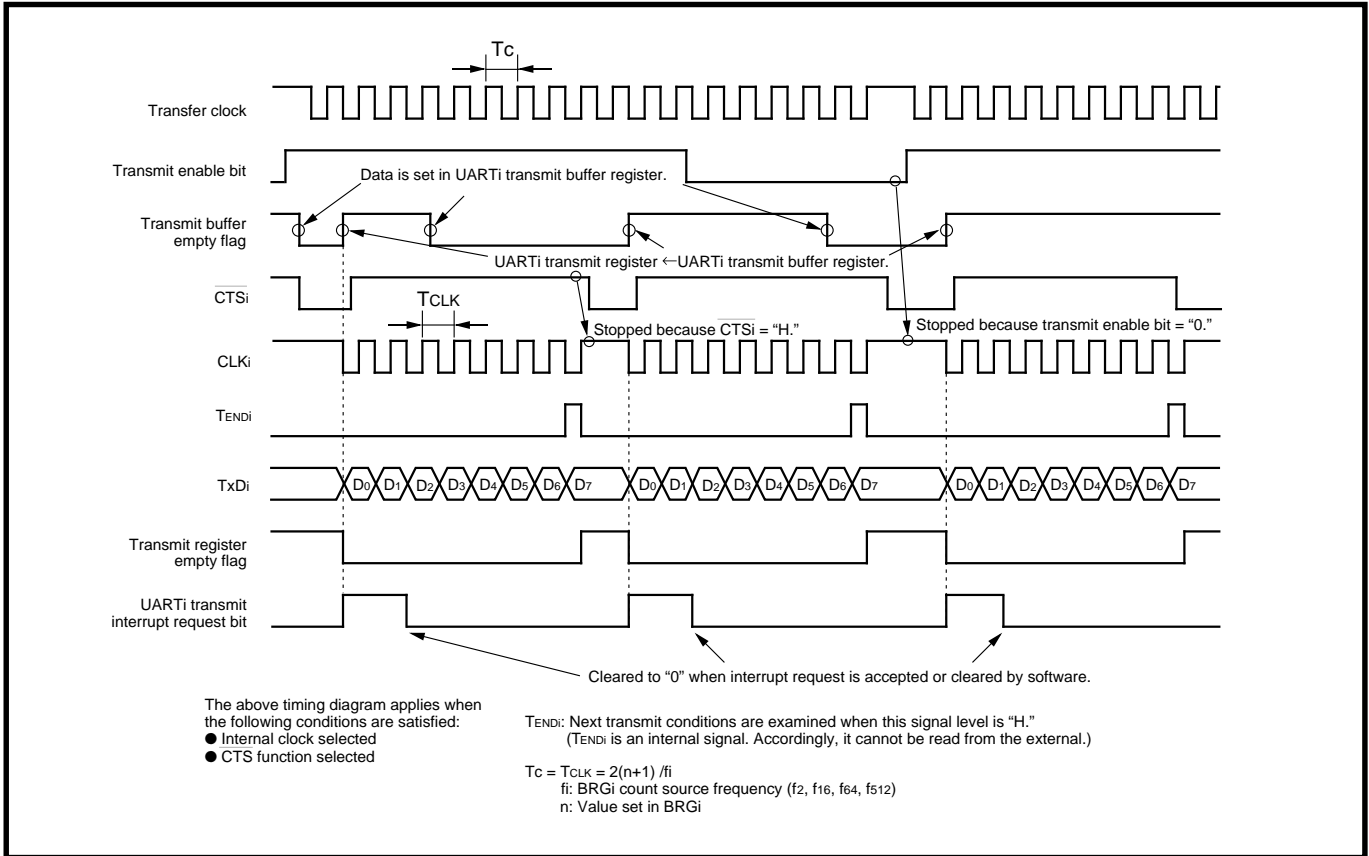 Tc
Transfer clock
Transmit enable bit
Data is set in UARTi transmit buffer register.
Transmit buffer
empty flag
UARTi transmit register ←UARTi transmit buffer register.
CTSi
TCLK
Stopped because CTSi = “H.”
Stopped because transmit enable bit = “0.”
CLKi
TENDi
TxDi
D0 D1 D2 D3 D4 D5 D6 D7 D0 D1 D2 D3 D4 D5 D6 D7 D0 D1 D2 D3 D4 D5 D6 D7
Transmit register
empty flag
UARTi transmit
interrupt request bit
Cleared to “0” when interrupt request is accepted or cleared by software.
The above timing diagram applies when
the following conditions are satisfied:
● Internal clock selected
● CTS function selected
TENDi: Next transmit conditions are examined when this signal level is “H.”
(TENDi is an internal signal. Accordingly, it cannot be read from the external.)
Tc = TCLK = 2(n+1) /fi
fi: BRGi count source frequency (f2, f16, f64, f512)
n: Value set in BRGi